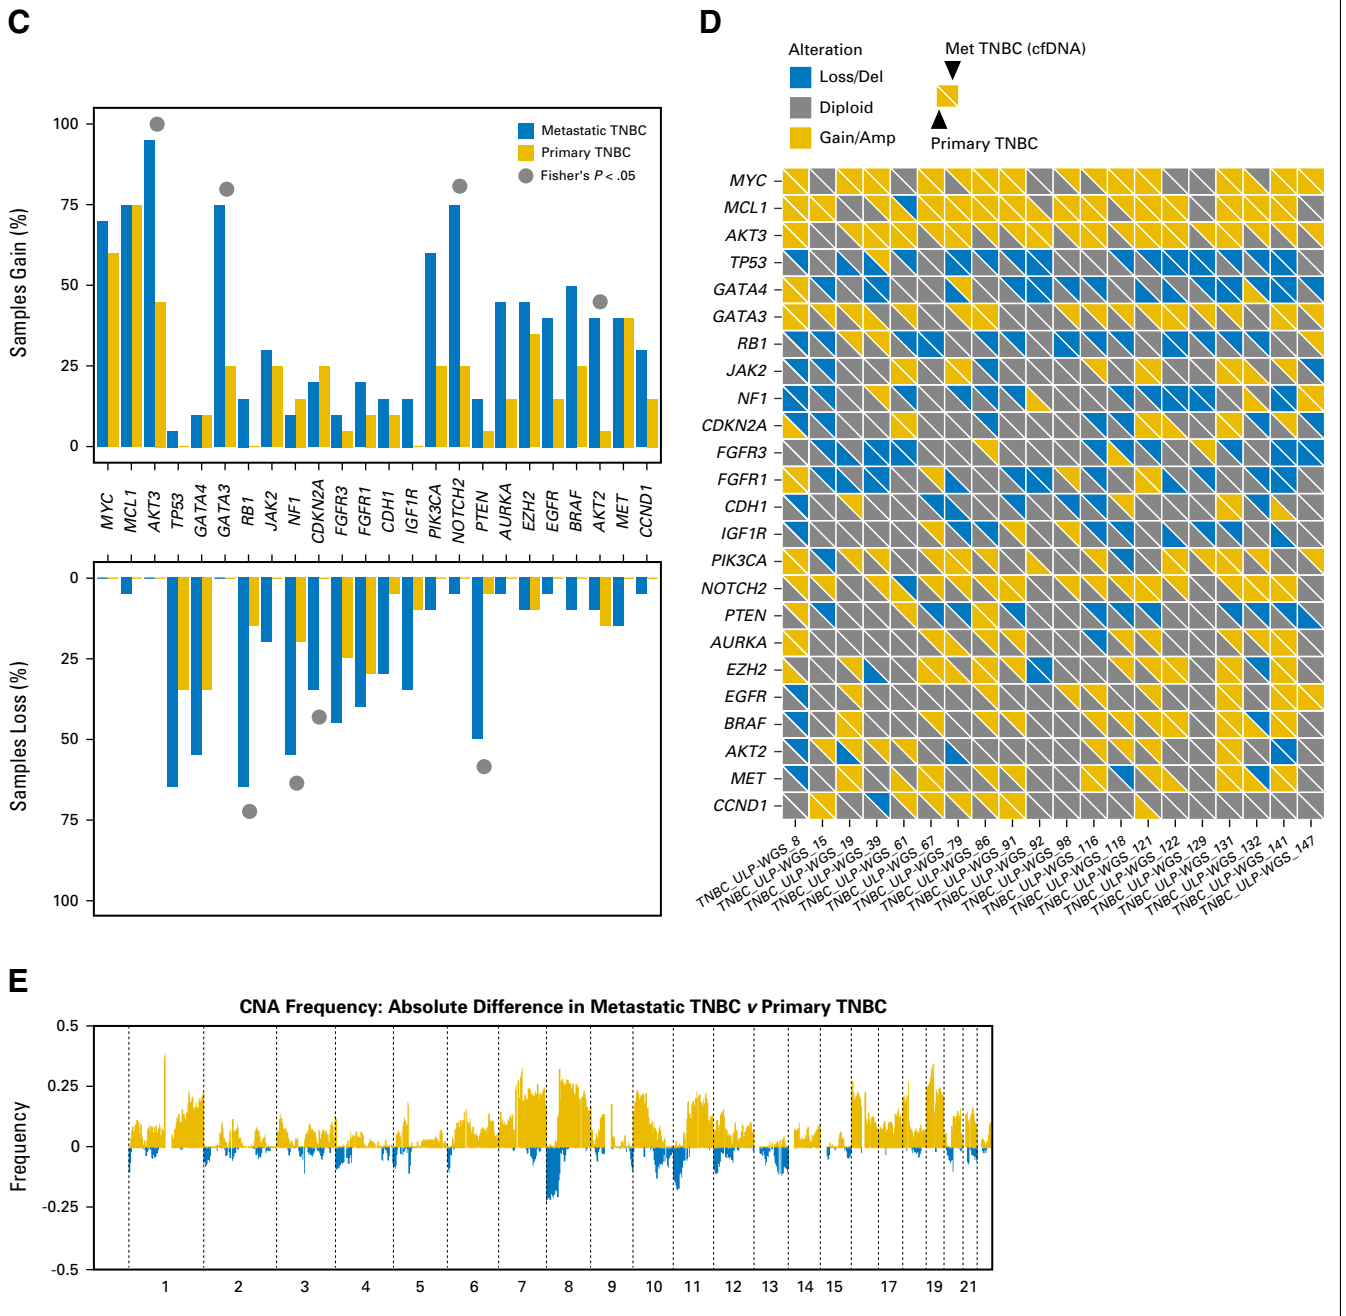 C
100
75
50
25
0
Samples Gain (%)
Metastatic TNBC
Primary TNBC
Fisher's P < .05
MYC
MCL1
AKT3
TP53
GATA4
GATA3
RB1
JAK2
NF1
CDKN2A
FGFR3
FGFR1
CDH1
IGF1R
PIK3CA
NOTCH2
PTEN
AURKA
EZH2
EGFR
BRAF
AKT2
MET
CCND1
0
25
50
75
100
Samples Loss (%)
D
Alteration
Loss/Del
Diploid
Gain/Amp
Met TNBC (cfDNA)
Primary TNBC
MYC
MCL1
AKT3
TP53
GATA4
GATA3
RB1
JAK2
NF1
CDKN2A
FGFR3
FGFR1
CDH1
IGF1R
PIK3CA
NOTCH2
PTEN
AURKA
EZH2
EGFR
BRAF
AKT2
MET
CCND1
TNBC_ULP-WGS_8
TNBC_ULP-WGS_15
TNBC_ULP-WGS_19
TNBC_ULP-WGS_39
TNBC_ULP-WGS_61
TNBC_ULP-WGS_67
TNBC_ULP-WGS_79
TNBC_ULP-WGS_86
TNBC_ULP-WGS_91
TNBC_ULP-WGS_92
TNBC_ULP-WGS_98
TNBC_ULP-WGS_116
TNBC_ULP-WGS_118
TNBC_ULP-WGS_121
TNBC_ULP-WGS_122
TNBC_ULP-WGS_129
TNBC_ULP-WGS_131
TNBC_ULP-WGS_132
TNBC_ULP-WGS_141
TNBC_ULP-WGS_147
E
CNA Frequency: Absolute Difference in Metastatic TNBC v Primary TNBC
0.5
0.25
0
-0.25
-0.5
Frequency
1 2 3 4 5 6 7 8 9 10 11 12 13 14 15 17 19 21